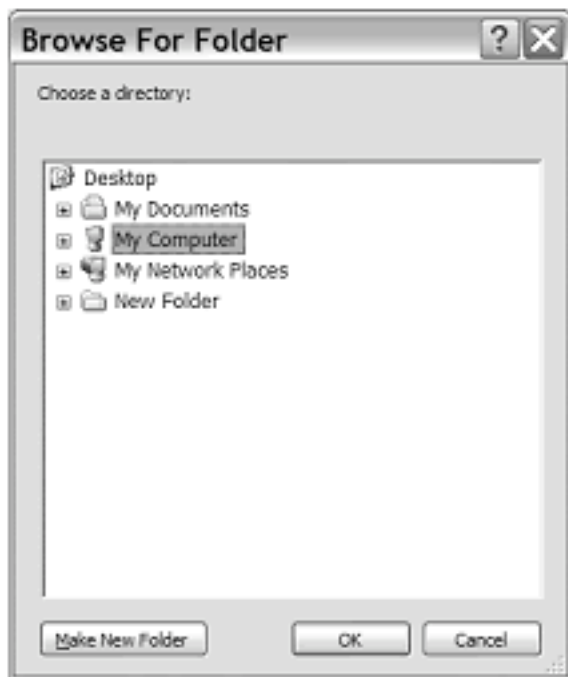 Browse For Folder ?
Choose a directory:
Desktop
My Documents
My Computer
My Network Places
New Folder
Make New Folder OK Cancel